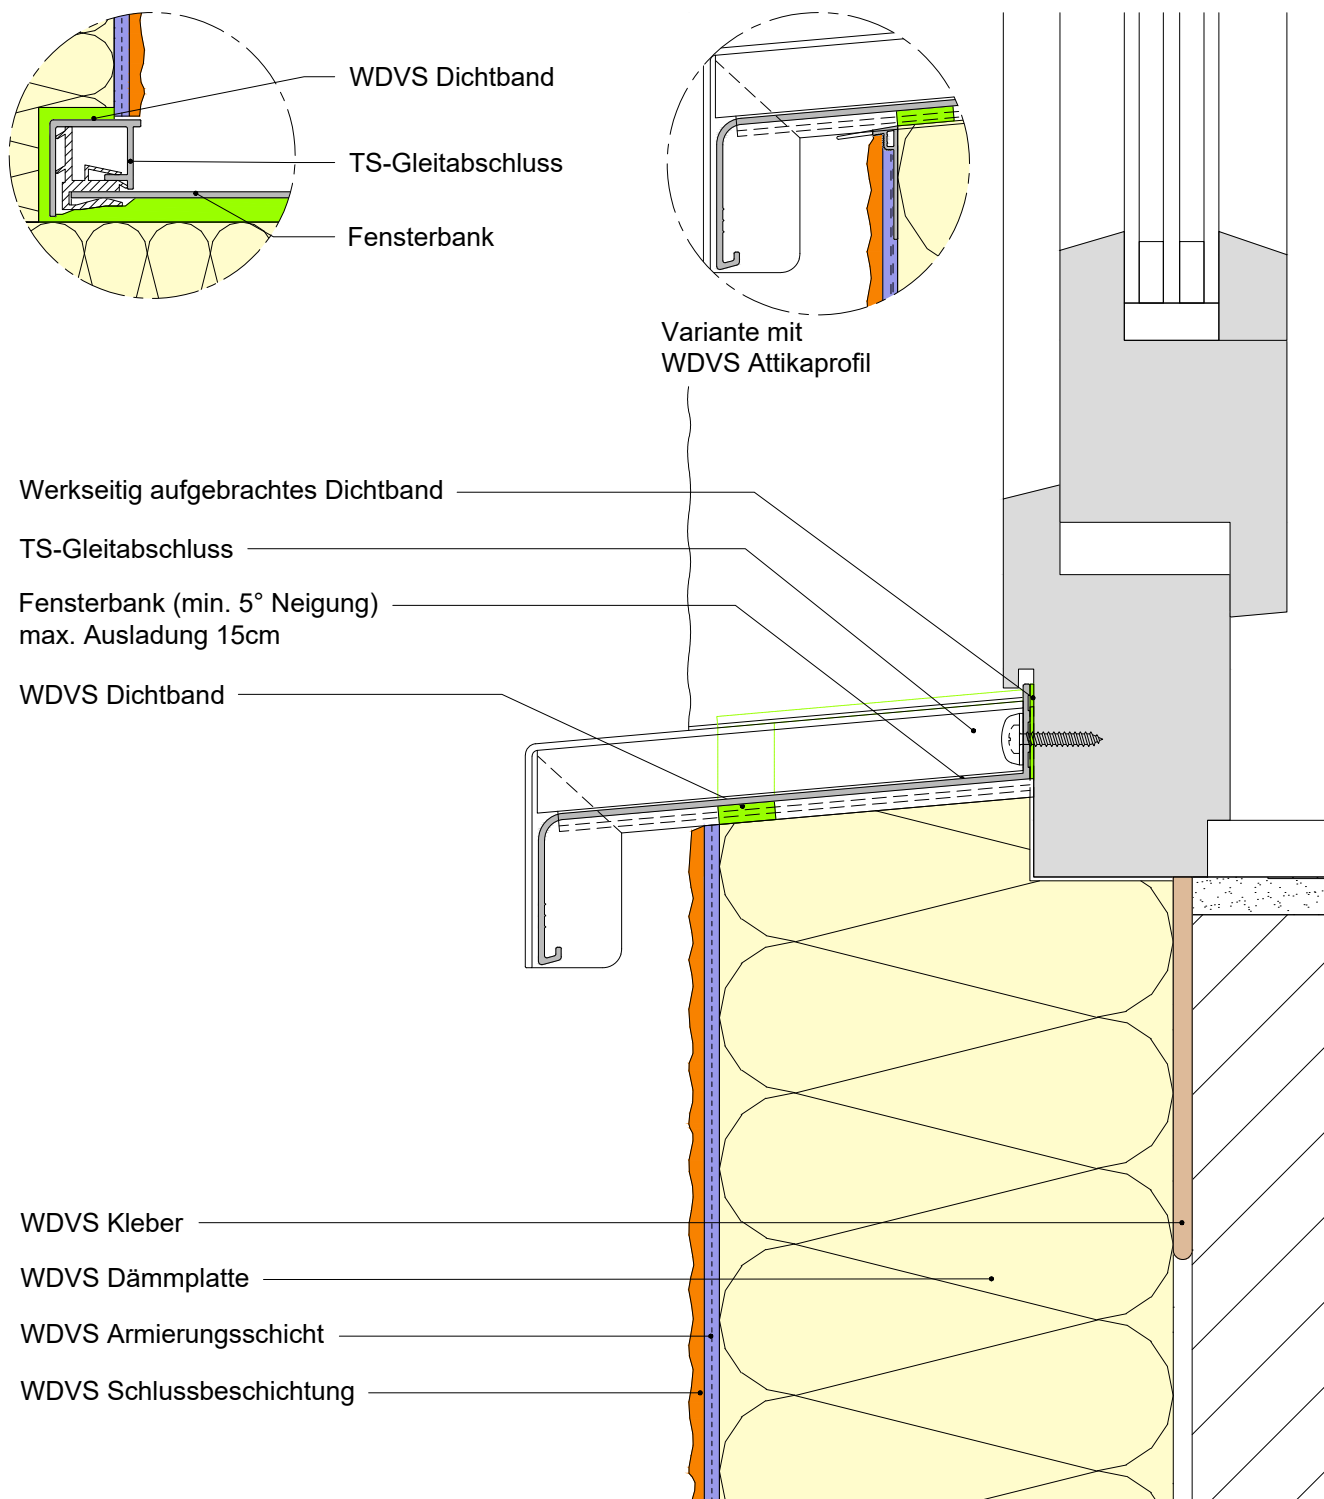 WDVS Dichtband
TS-Gleitabschluss
Fensterbank
Variante mit
WDVS Attikaprofil
Werkseitig aufgebrachtes Dichtband
TS-Gleitabschluss
Fensterbank (min. 5° Neigung)
max. Ausladung 15cm
WDVS Dichtband
WDVS Kleber
WDVS Dämmplatte
WDVS Armierungsschicht
WDVS Schlussbeschichtung